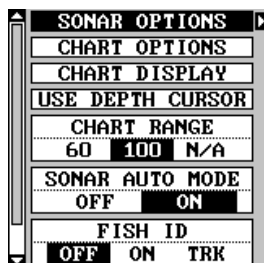 SONAR OPTIONS
CHART OPTIONS
CHART DISPLAY
USE DEPTH CURSOR
CHART RANGE
60 100 N/A
SONAR AUTO MODE
OFF ON
FISH ID
OFF ON TRK